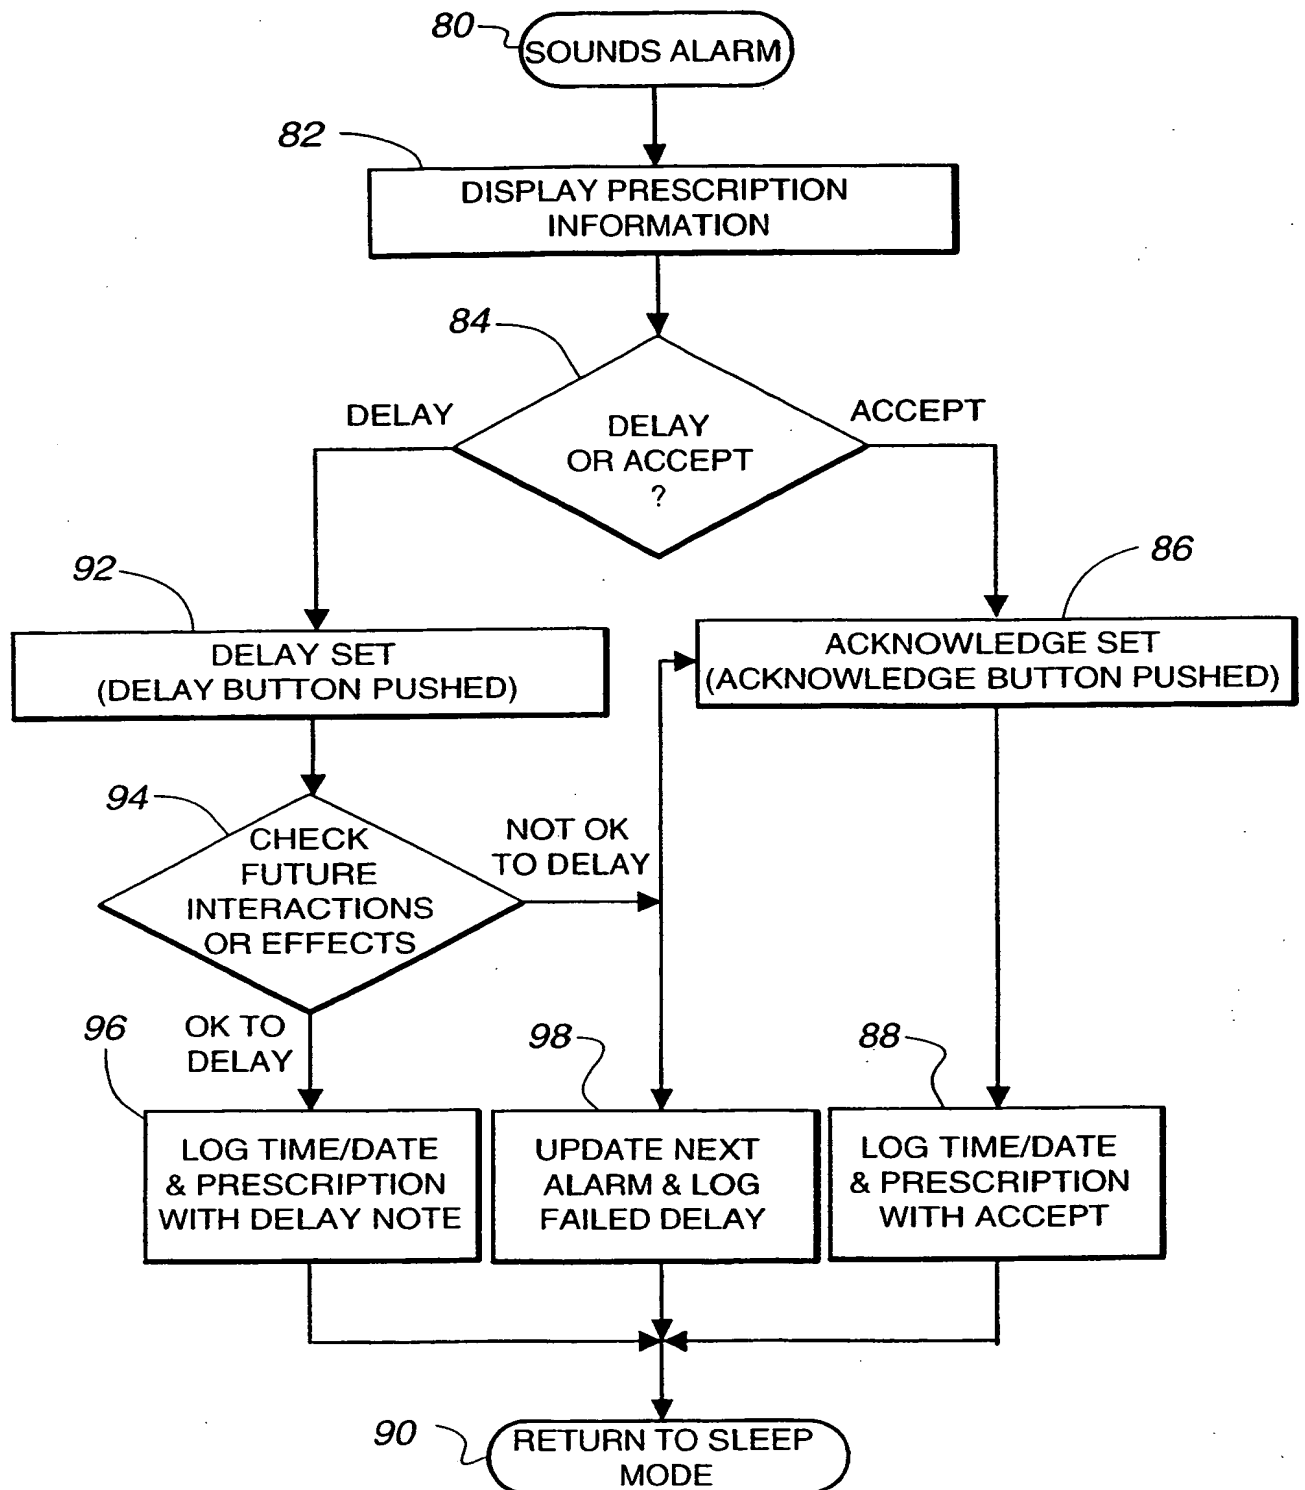 80
SOUNDS ALARM
82
DISPLAY PRESCRIPTION
INFORMATION
84
DELAY
ACCEPT
DELAY
OR ACCEPT
?
92
86
DELAY SET
(DELAY BUTTON PUSHED)
ACKNOWLEDGE SET
(ACKNOWLEDGE BUTTON PUSHED)
94
CHECK
FUTURE
INTERACTIONS
OR EFFECTS
NOT OK
TO DELAY
OK TO
DELAY
96
98
88
LOG TIME/DATE
& PRESCRIPTION
WITH DELAY NOTE
UPDATE NEXT
ALARM & LOG
FAILED DELAY
LOG TIME/DATE
& PRESCRIPTION
WITH ACCEPT
90
RETURN TO SLEEP
MODE